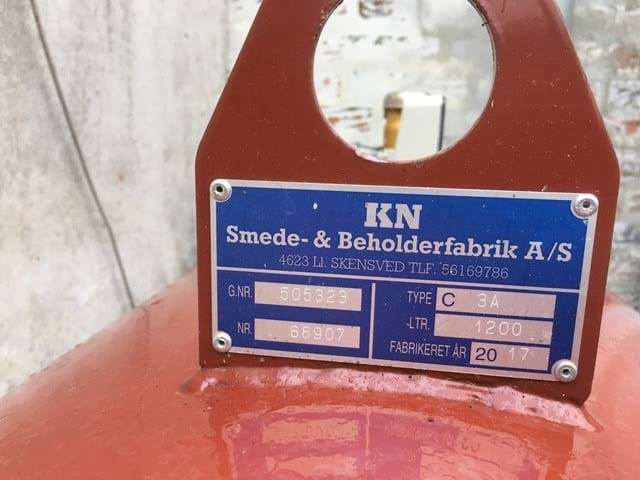 KN
Smede- & Beholderfabrik A/S
4623 Ll. SKENSVED TLF. 56169786
G.NR. 505323
NR. 68907
TYPE C 3A
-LTR. 1200
FABRIKERET ÅR 20 17